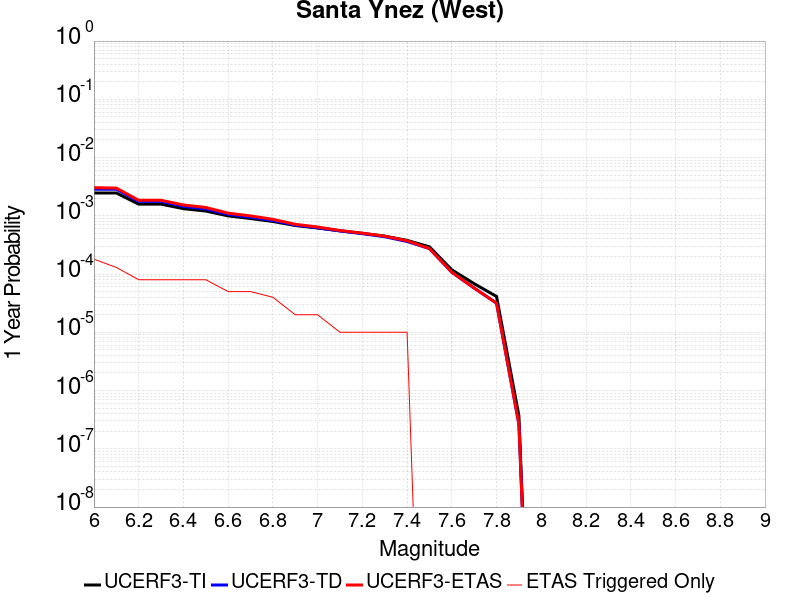 Santa Ynez (West)
10^0
10^-1
10^-2
10^-3
10^-4
10^-5
10^-6
10^-7
10^-8
1 Year Probability
6 6.2 6.4 6.6 6.8 7 7.2 7.4 7.6 7.8 8 8.2 8.4 8.6 8.8 9
Magnitude
UCERF3-TI UCERF3-TD UCERF3-ETAS ETAS Triggered Only